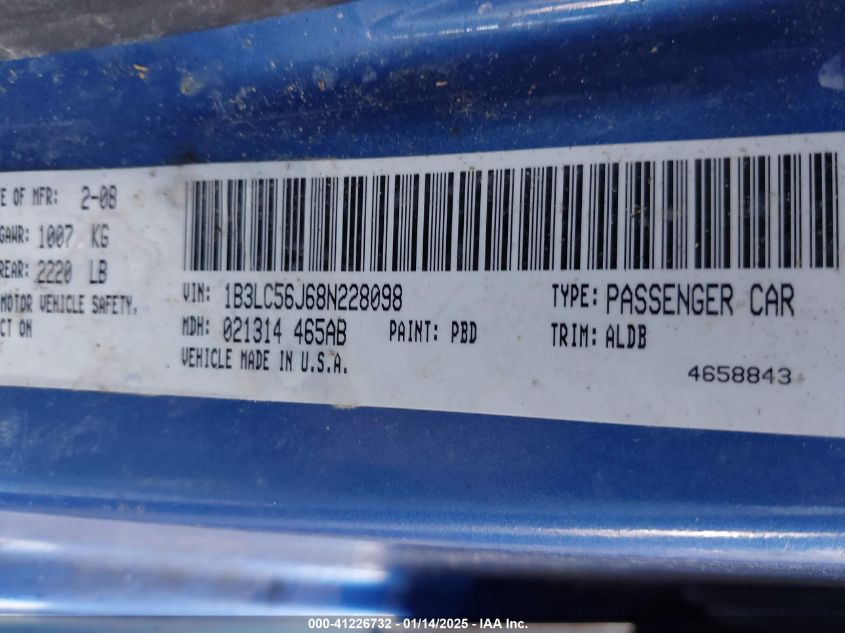 E OF MFR: 2-08
GAWR: 1007 KG
REAR: 2220 LB
MOTOR VEHICLE SAFETY,
CT ON
VIN: 1B3LC56J68N228098 TYPE: PASSENGER CAR
MDH: 021314 465AB PAINT: PBD TRIM: ALDB
VEHICLE MADE IN U.S.A.
4658843
000-41226732 - 01/14/2025 - IAA Inc.